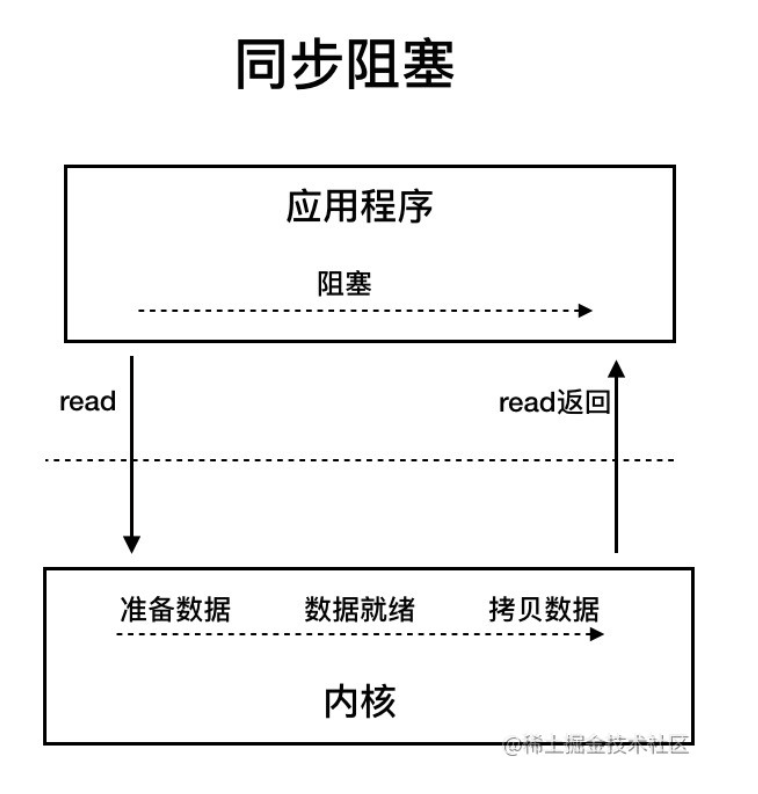 同步阻塞
应用程序
阻塞
read
read返回
准备数据 数据就绪 拷贝数据
内核
@稀土掘金技术社区